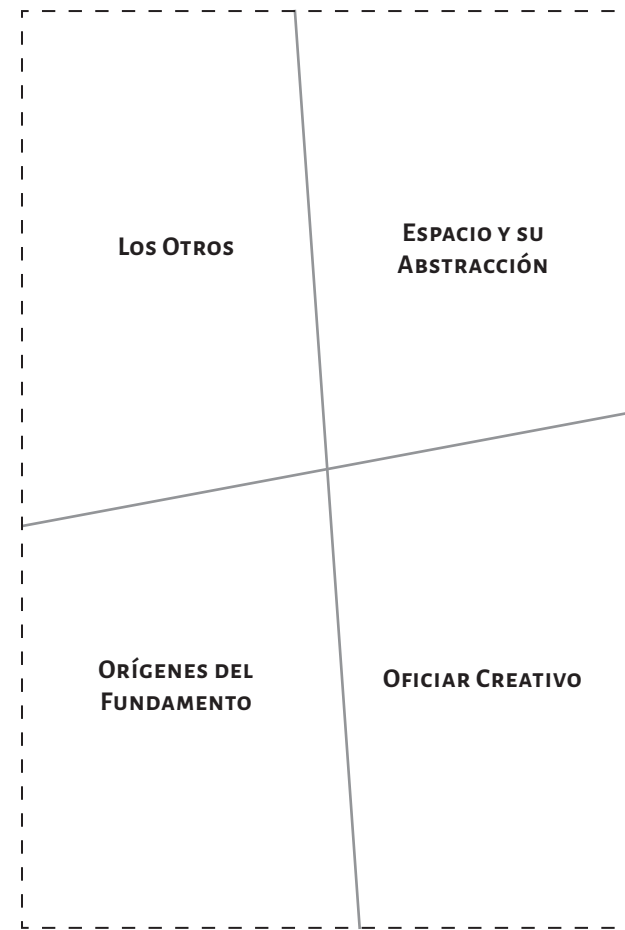 Los Otros
Espacio y su
Abstracción
Orígenes del
Fundamento
Oficiar Creativo